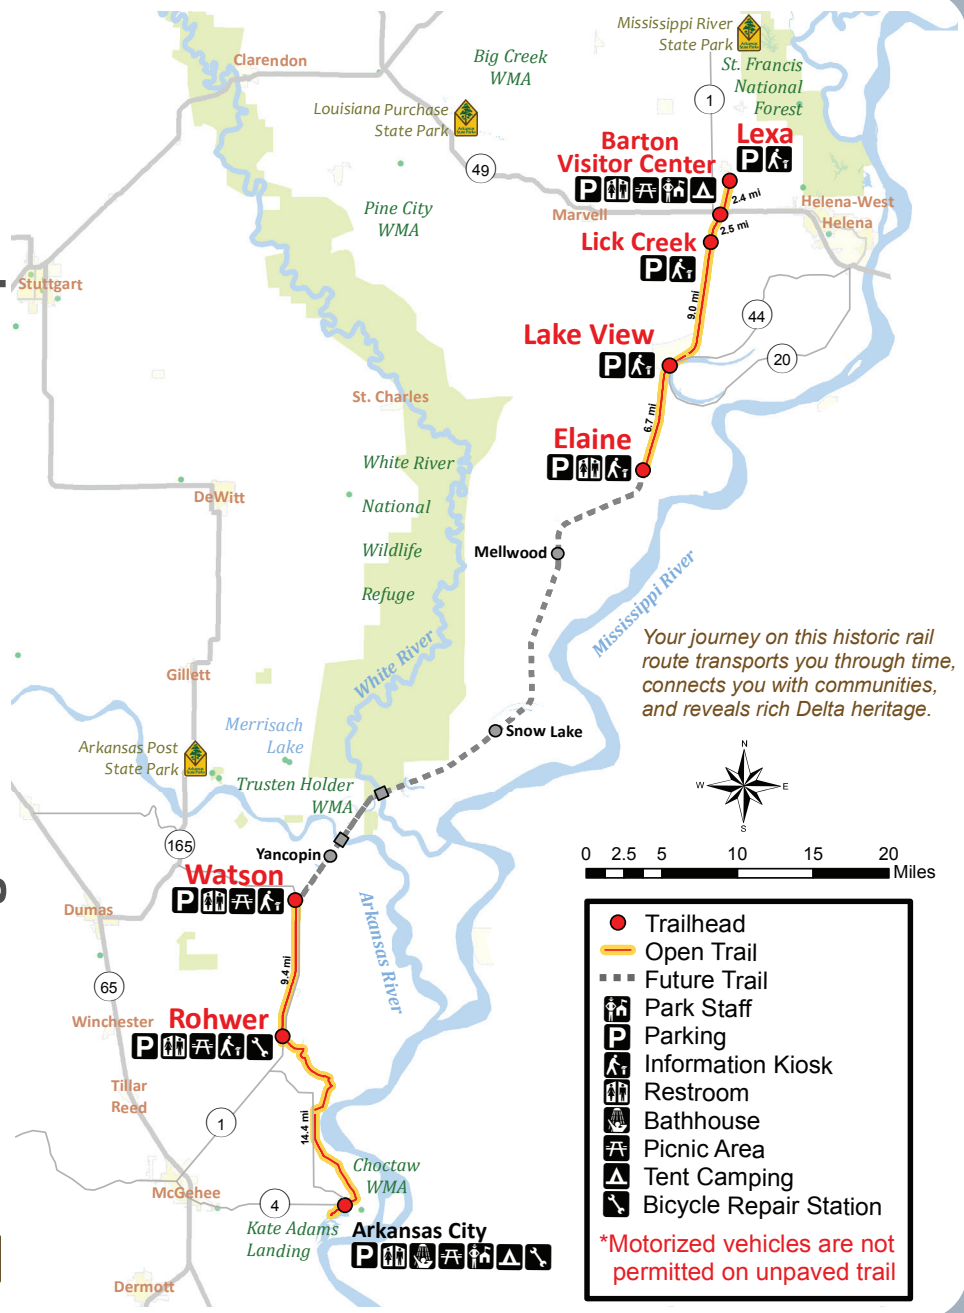 Mississippi River
State Park
Clarendon
Big Creek
WMA
St. Francis
National
Forest
Louisiana Purchase
State Park
1
Barton
Visitor Center
Lexa
P
P
49
2.4 mi
Pine City
WMA
Marvell
Helena-West
Helena
2.5 mi
Lick Creek
P
Stuttgart
9.0 mi
44
Lake View
P
20
St. Charles
6.7 mi
Elaine
P
White River
National
Wildlife
Refuge
DeWitt
Mellwood
Mississippi River
Your journey on this historic rail
route transports you through time,
connects you with communities,
and reveals rich Delta heritage.
White River
Gillett
Merrisach
Lake
Snow Lake
Arkansas Post
State Park
Trusten Holder
WMA
N
W
E
S
165
Yancopin
0 2.5 5 10 15 20
Miles
Watson
P
Dumas
Arkansas River
9.4 mi
65
Winchester
Rohwer
P
Tillar
Reed
1
14.4 mi
Choctaw
WMA
McGehee
4
Kate Adams
Landing
Arkansas City
P
Dermott
Trailhead
Open Trail
Future Trail
Park Staff
P Parking
Information Kiosk
Restroom
Bathhouse
Picnic Area
Tent Camping
Bicycle Repair Station
*Motorized vehicles are not
permitted on unpaved trail